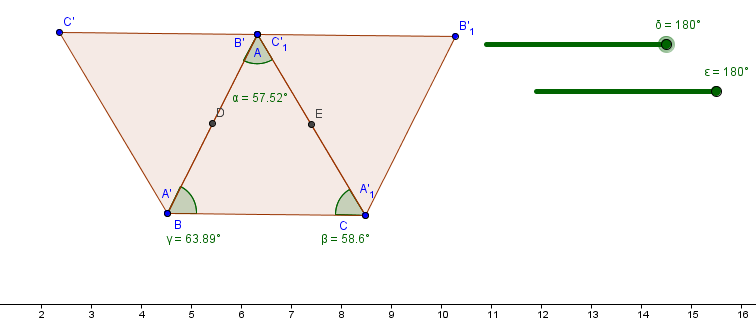 C'
B'
C'₁
B'₁
δ = 180°
A
ε = 180°
α = 57.52°
D
E
A'
A'₁
B
C
γ = 63.89°
β = 58.6°
2 3 4 5 6 7 8 9 10 11 12 13 14 15 16